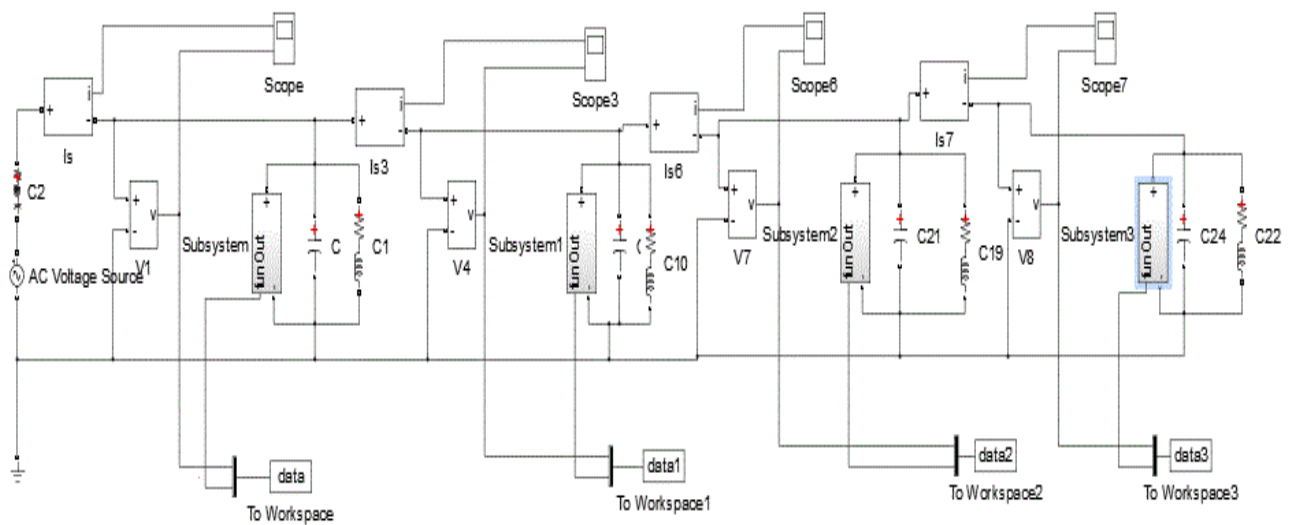 Scope
Scope3
Scope6
Scope7
Is
i
+
-
Is3
i
+
-
Is6
i
+
-
Is7
i
+
-
C2
AC Voltage Source
V1
+
-
v
Subsystem
+
fun Out
-
C
C1
V4
+
-
v
Subsystem1
+
fun Out
-
C10
V7
+
-
v
Subsystem2
+
fun Out
-
C21
C19
V8
+
-
v
Subsystem3
+
fun Out
-
C24
C22
data
To Workspace
data1
To Workspace1
data2
To Workspace2
data3
To Workspace3